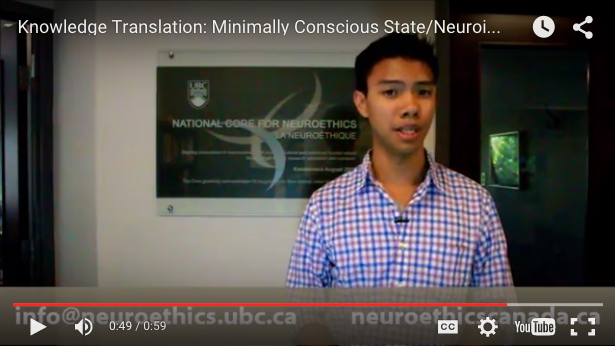 Knowledge Translation: Minimally Conscious State/Neuroi...
UBC
NATIONAL CORE FOR NEUROETHICS
LA NEUROÉTHIQUE
info@neuroethics.ubc.ca
neuroethicscanada.ca
0:49 / 0:59
CC
YouTube